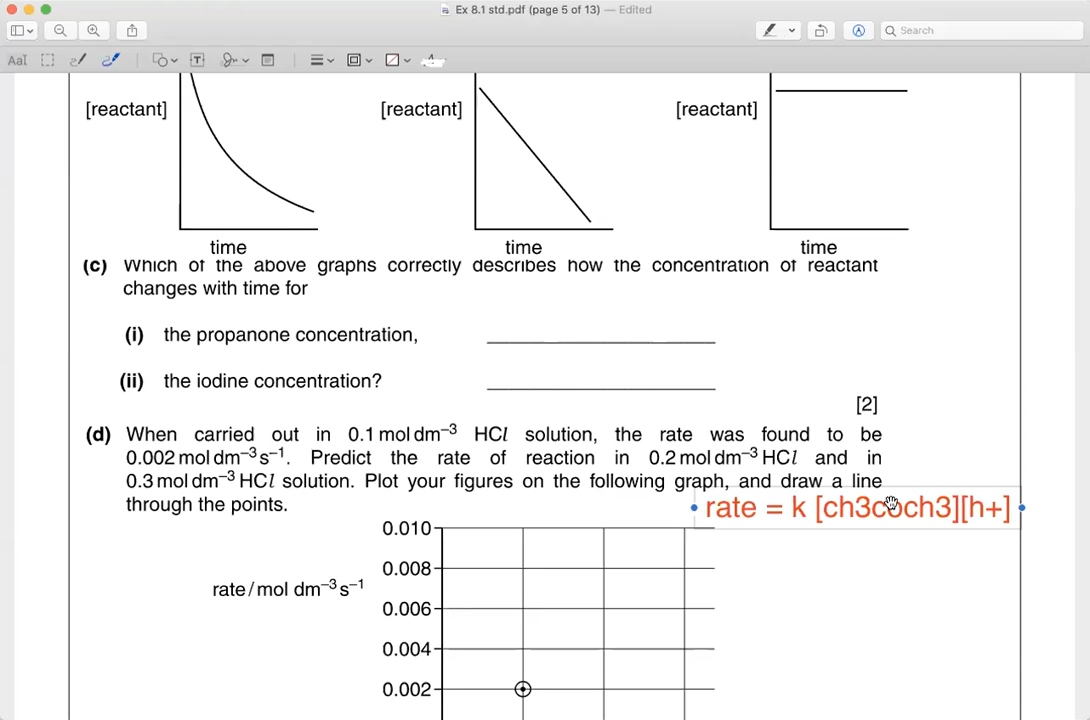 Ex 8.1 std.pdf (page 5 of 13) — Edited
Search
AaI
T
A
[reactant]
[reactant]
[reactant]
time
time
time
(c) Which of the above graphs correctly describes how the concentration of reactant
changes with time for
(i) the propanone concentration,
(ii) the iodine concentration?
[2]
(d) When carried out in 0.1 mol dm⁻³ HCl solution, the rate was found to be
0.002 mol dm⁻³ s⁻¹. Predict the rate of reaction in 0.2 mol dm⁻³ HCl and in
0.3 mol dm⁻³ HCl solution. Plot your figures on the following graph, and draw a line
through the points.
rate = k [ch3coch3][h+]
0.010
0.008
rate/mol dm⁻³ s⁻¹
0.006
0.004
0.002